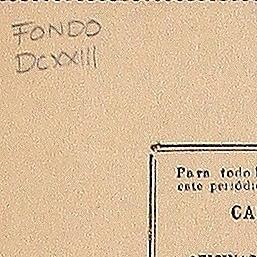 FONDO
DCXXIII
Para todo l
este periódi
CA